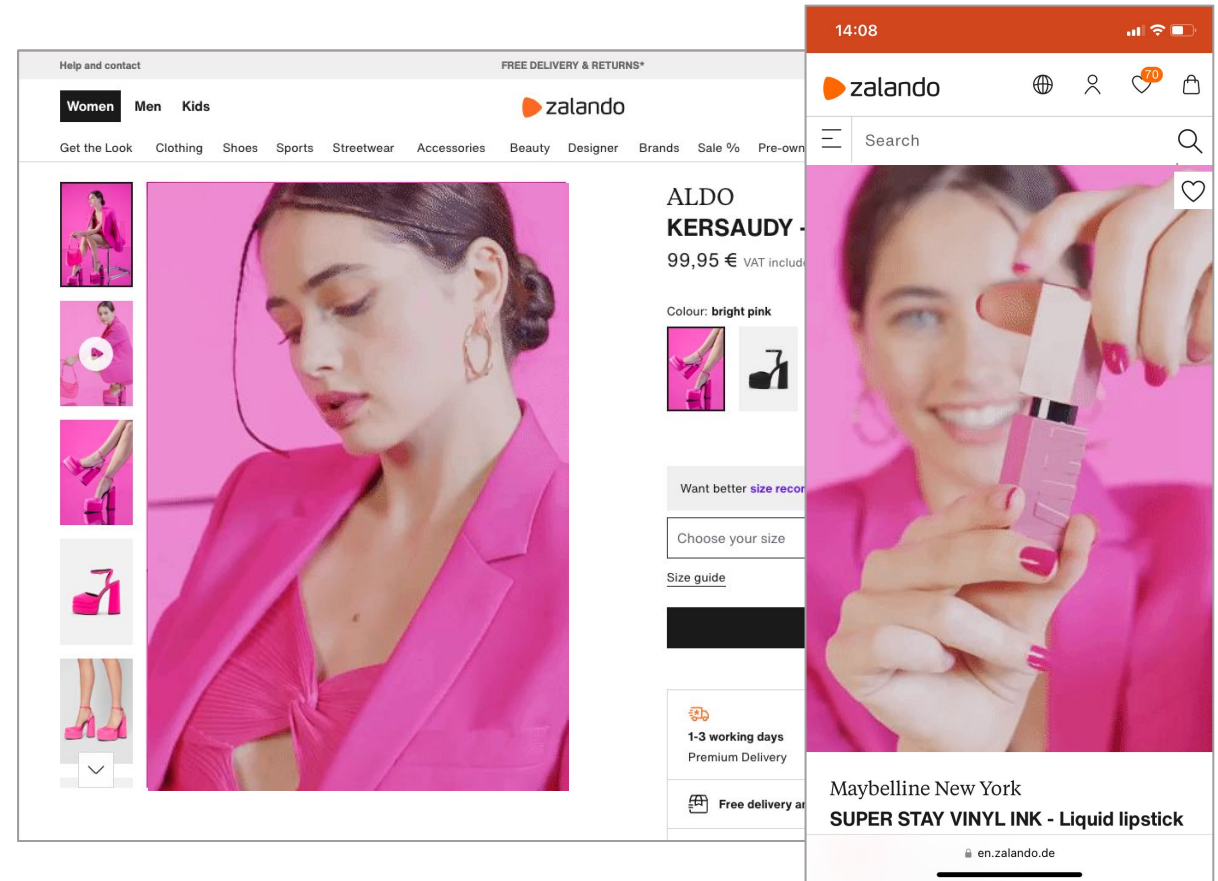 Help and contact
FREE DELIVERY & RETURNS*
Women Men Kids
zalando
Get the Look Clothing Shoes Sports Streetwear Accessories Beauty Designer Brands Sale % Pre-own
ALDO
KERSAUDY -
99,95 € VAT include
Colour: bright pink
Want better size recor
Choose your size
Size guide
1-3 working days
Premium Delivery
Free delivery ar
14:08
zalando
70
Search
Maybelline New York
SUPER STAY VINYL INK - Liquid lipstick
en.zalando.de